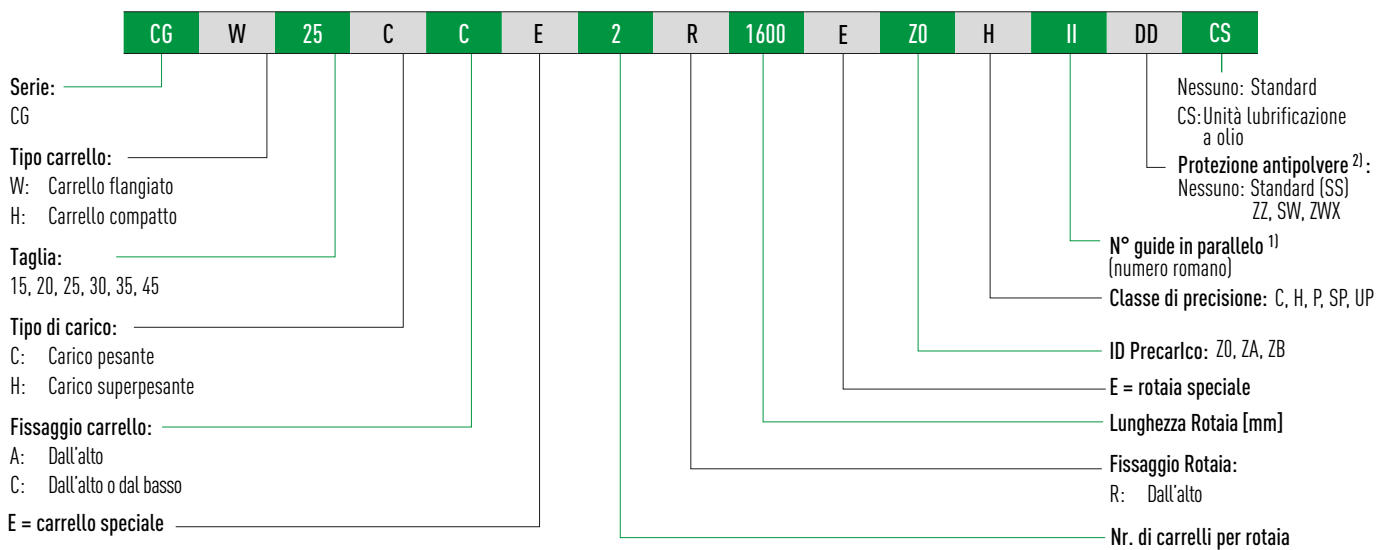 CG W 25 C C E 2 R 1600 E Z0 H II DD CS
Serie:
CG
Tipo carrello:
W: Carrello flangiato
H: Carrello compatto
Taglia:
15, 20, 25, 30, 35, 45
Tipo di carico:
C: Carico pesante
H: Carico superpesante
Fissaggio carrello:
A: Dall'alto
C: Dall'alto o dal basso
E = carrello speciale
Nessuno: Standard
CS: Unità lubrificazione
a olio
Protezione antipolvere 2) :
Nessuno: Standard (SS)
ZZ, SW, ZWX
N° guide in parallelo 1)
(numero romano)
Classe di precisione: C, H, P, SP, UP
ID PrecarIco: Z0, ZA, ZB
E = rotaia speciale
Lunghezza Rotaia [mm]
Fissaggio Rotaia:
R: Dall'alto
Nr. di carrelli per rotaia